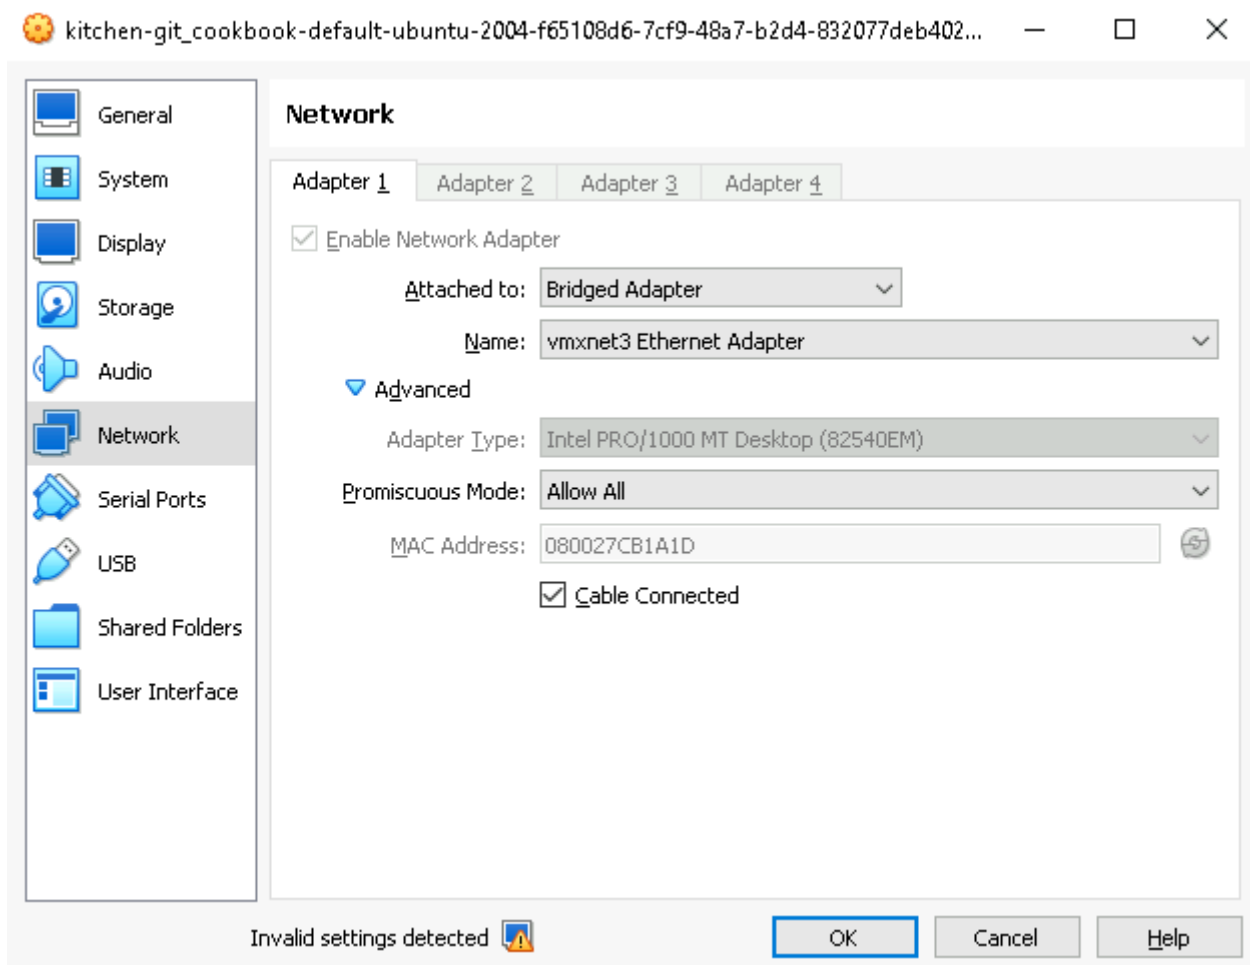 kitchen-git_cookbook-default-ubuntu-2004-f65108d6-7cf9-48a7-b2d4-832077deb402...
General
System
Display
Storage
Audio
Network
Serial Ports
USB
Shared Folders
User Interface
Network
Adapter 1 Adapter 2 Adapter 3 Adapter 4
Enable Network Adapter
Attached to: Bridged Adapter
Name: vmxnet3 Ethernet Adapter
Advanced
Adapter Type: Intel PRO/1000 MT Desktop (82540EM)
Promiscuous Mode: Allow All
MAC Address: 080027CB1A1D
Cable Connected
Invalid settings detected OK Cancel Help